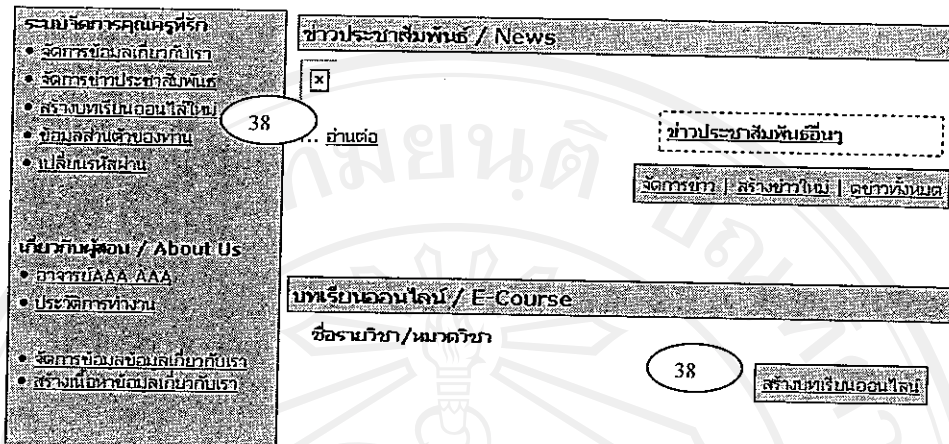 ระบบจัดการคุณครูที่รัก
• จัดการข้อมูลเกี่ยวกับเรา
• จัดการข่าวประชาสัมพันธ์
• สร้างบทเรียนออนไลน์ใหม่
• ข้อมูลส่วนตัวของท่าน
• เปลี่ยนรหัสผ่าน
38
เกี่ยวกับผู้สอน / About Us
• อาจารย์AAA AAA
• ประวัติการทำงาน
• จัดการข้อมูลข้อมูลเกี่ยวกับเรา
• สร้างเนื้อหาข้อมูลเกี่ยวกับเรา
ข่าวประชาสัมพันธ์ / News
... อ่านต่อ
ข่าวประชาสัมพันธ์อื่นๆ
จัดการข่าว | สร้างข่าวใหม่ | ดูข่าวทั้งหมด
บทเรียนออนไลน์ / E-Course
ชื่อรายวิชา/หมวดวิชา
38
สร้างบทเรียนออนไลน์